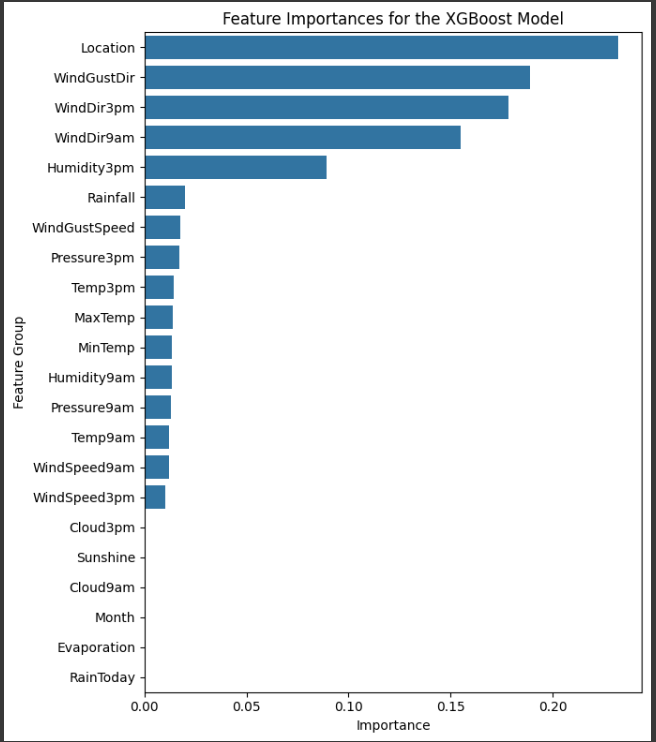 Feature Importances for the XGBoost Model
Feature Group
Location
WindGustDir
WindDir3pm
WindDir9am
Humidity3pm
Rainfall
WindGustSpeed
Pressure3pm
Temp3pm
MaxTemp
MinTemp
Humidity9am
Pressure9am
Temp9am
WindSpeed9am
WindSpeed3pm
Cloud3pm
Sunshine
Cloud9am
Month
Evaporation
RainToday
0.00 0.05 0.10 0.15 0.20
Importance